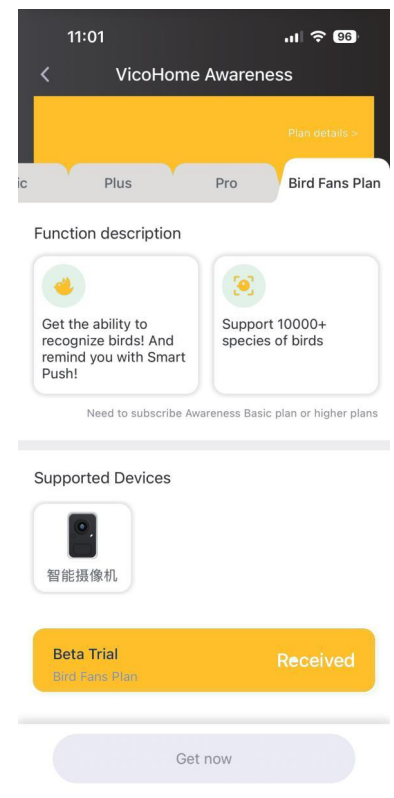 11:01
96
VicoHome Awareness
Plan details >
ic
Plus
Pro
Bird Fans Plan
Function description
Get the ability to
recognize birds! And
remind you with Smart
Push!
Support 10000+
species of birds
Need to subscribe Awareness Basic plan or higher plans
Supported Devices
智能摄像机
Beta Trial
Received
Bird Fans Plan
Get now